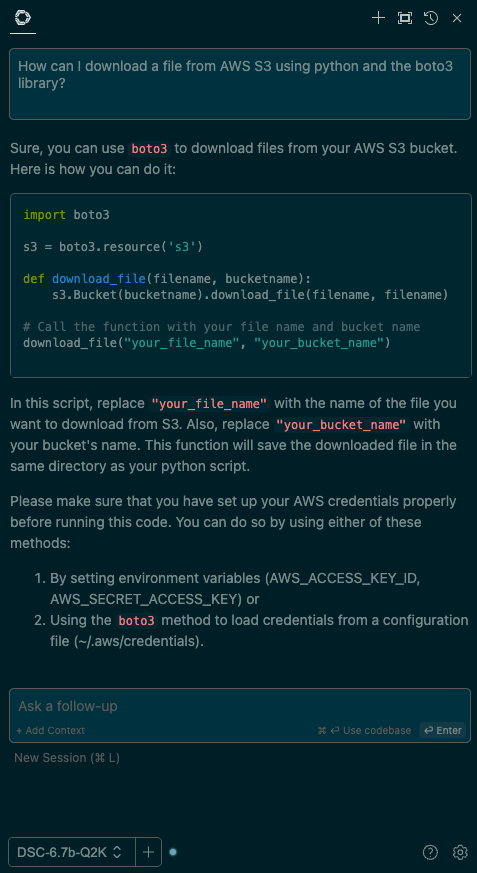 How can I download a file from AWS S3 using python and the boto3
library?
Sure, you can use boto3 to download files from your AWS S3 bucket.
Here is how you can do it:
import boto3
s3 = boto3.resource('s3')
def download_file(filename, bucketname):
    s3.Bucket(bucketname).download_file(filename, filename)
# Call the function with your file name and bucket name
download_file("your_file_name", "your_bucket_name")
In this script, replace "your_file_name" with the name of the file you
want to download from S3. Also, replace "your_bucket_name" with
your bucket's name. This function will save the downloaded file in the
same directory as your python script.
Please make sure that you have set up your AWS credentials properly
before running this code. You can do so by using either of these
methods:
1. By setting environment variables (AWS_ACCESS_KEY_ID,
AWS_SECRET_ACCESS_KEY) or
2. Using the boto3 method to load credentials from a configuration
file (~/.aws/credentials).
Ask a follow-up
+ Add Context ⌘ ⏎ Use codebase ⏎ Enter
New Session (⌘ L)
DSC-6.7b-Q2K